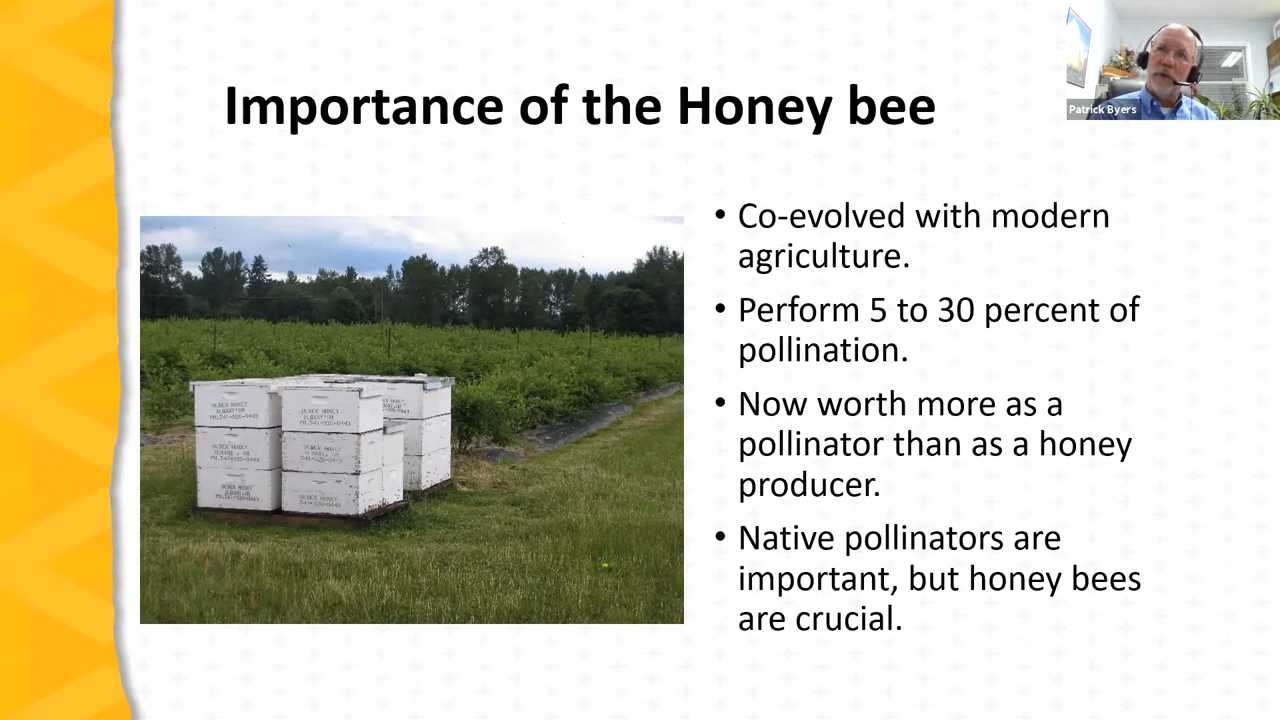 Importance of the Honey bee
Patrick Byers
• Co-evolved with modern
agriculture.
• Perform 5 to 30 percent of
pollination.
• Now worth more as a
pollinator than as a honey
producer.
• Native pollinators are
important, but honey bees
are crucial.